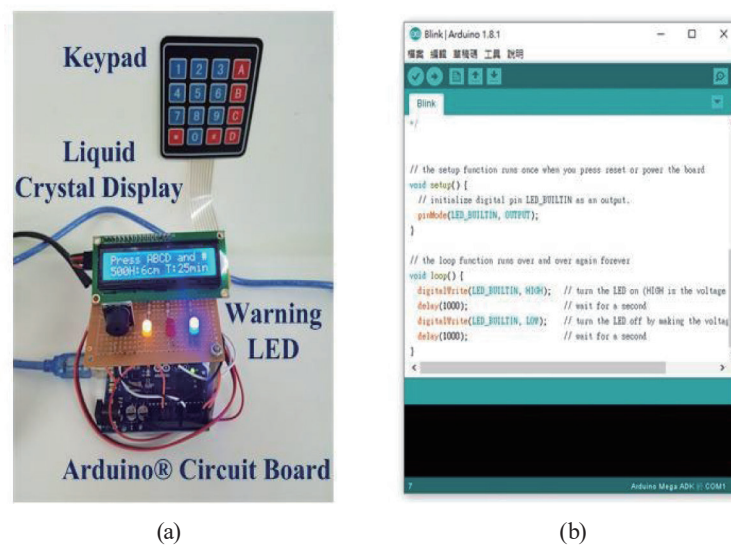 Keypad
1 2 3 A
4 5 6 B
7 8 9 C
* 0 # D
Liquid
Crystal Display
Press ABCD and #
500H:6cm T:25min
Warning
LED
Arduino® Circuit Board
(a)
Blink | Arduino 1.8.1
檔案 編輯 草稿碼 工具 說明
Blink
*/
// the setup function runs once when you press reset or power the board
void setup() {
// initialize digital pin LED_BUILTIN as an output.
pinMode(LED_BUILTIN, OUTPUT);
}
// the loop function runs over and over again forever
void loop() {
digitalWrite(LED_BUILTIN, HIGH); // turn the LED on (HIGH is the voltage
delay(1000); // wait for a second
digitalWrite(LED_BUILTIN, LOW); // turn the LED off by making the voltag
delay(1000); // wait for a second
}
7
Arduino Mega ADK 於 COM1
(b)